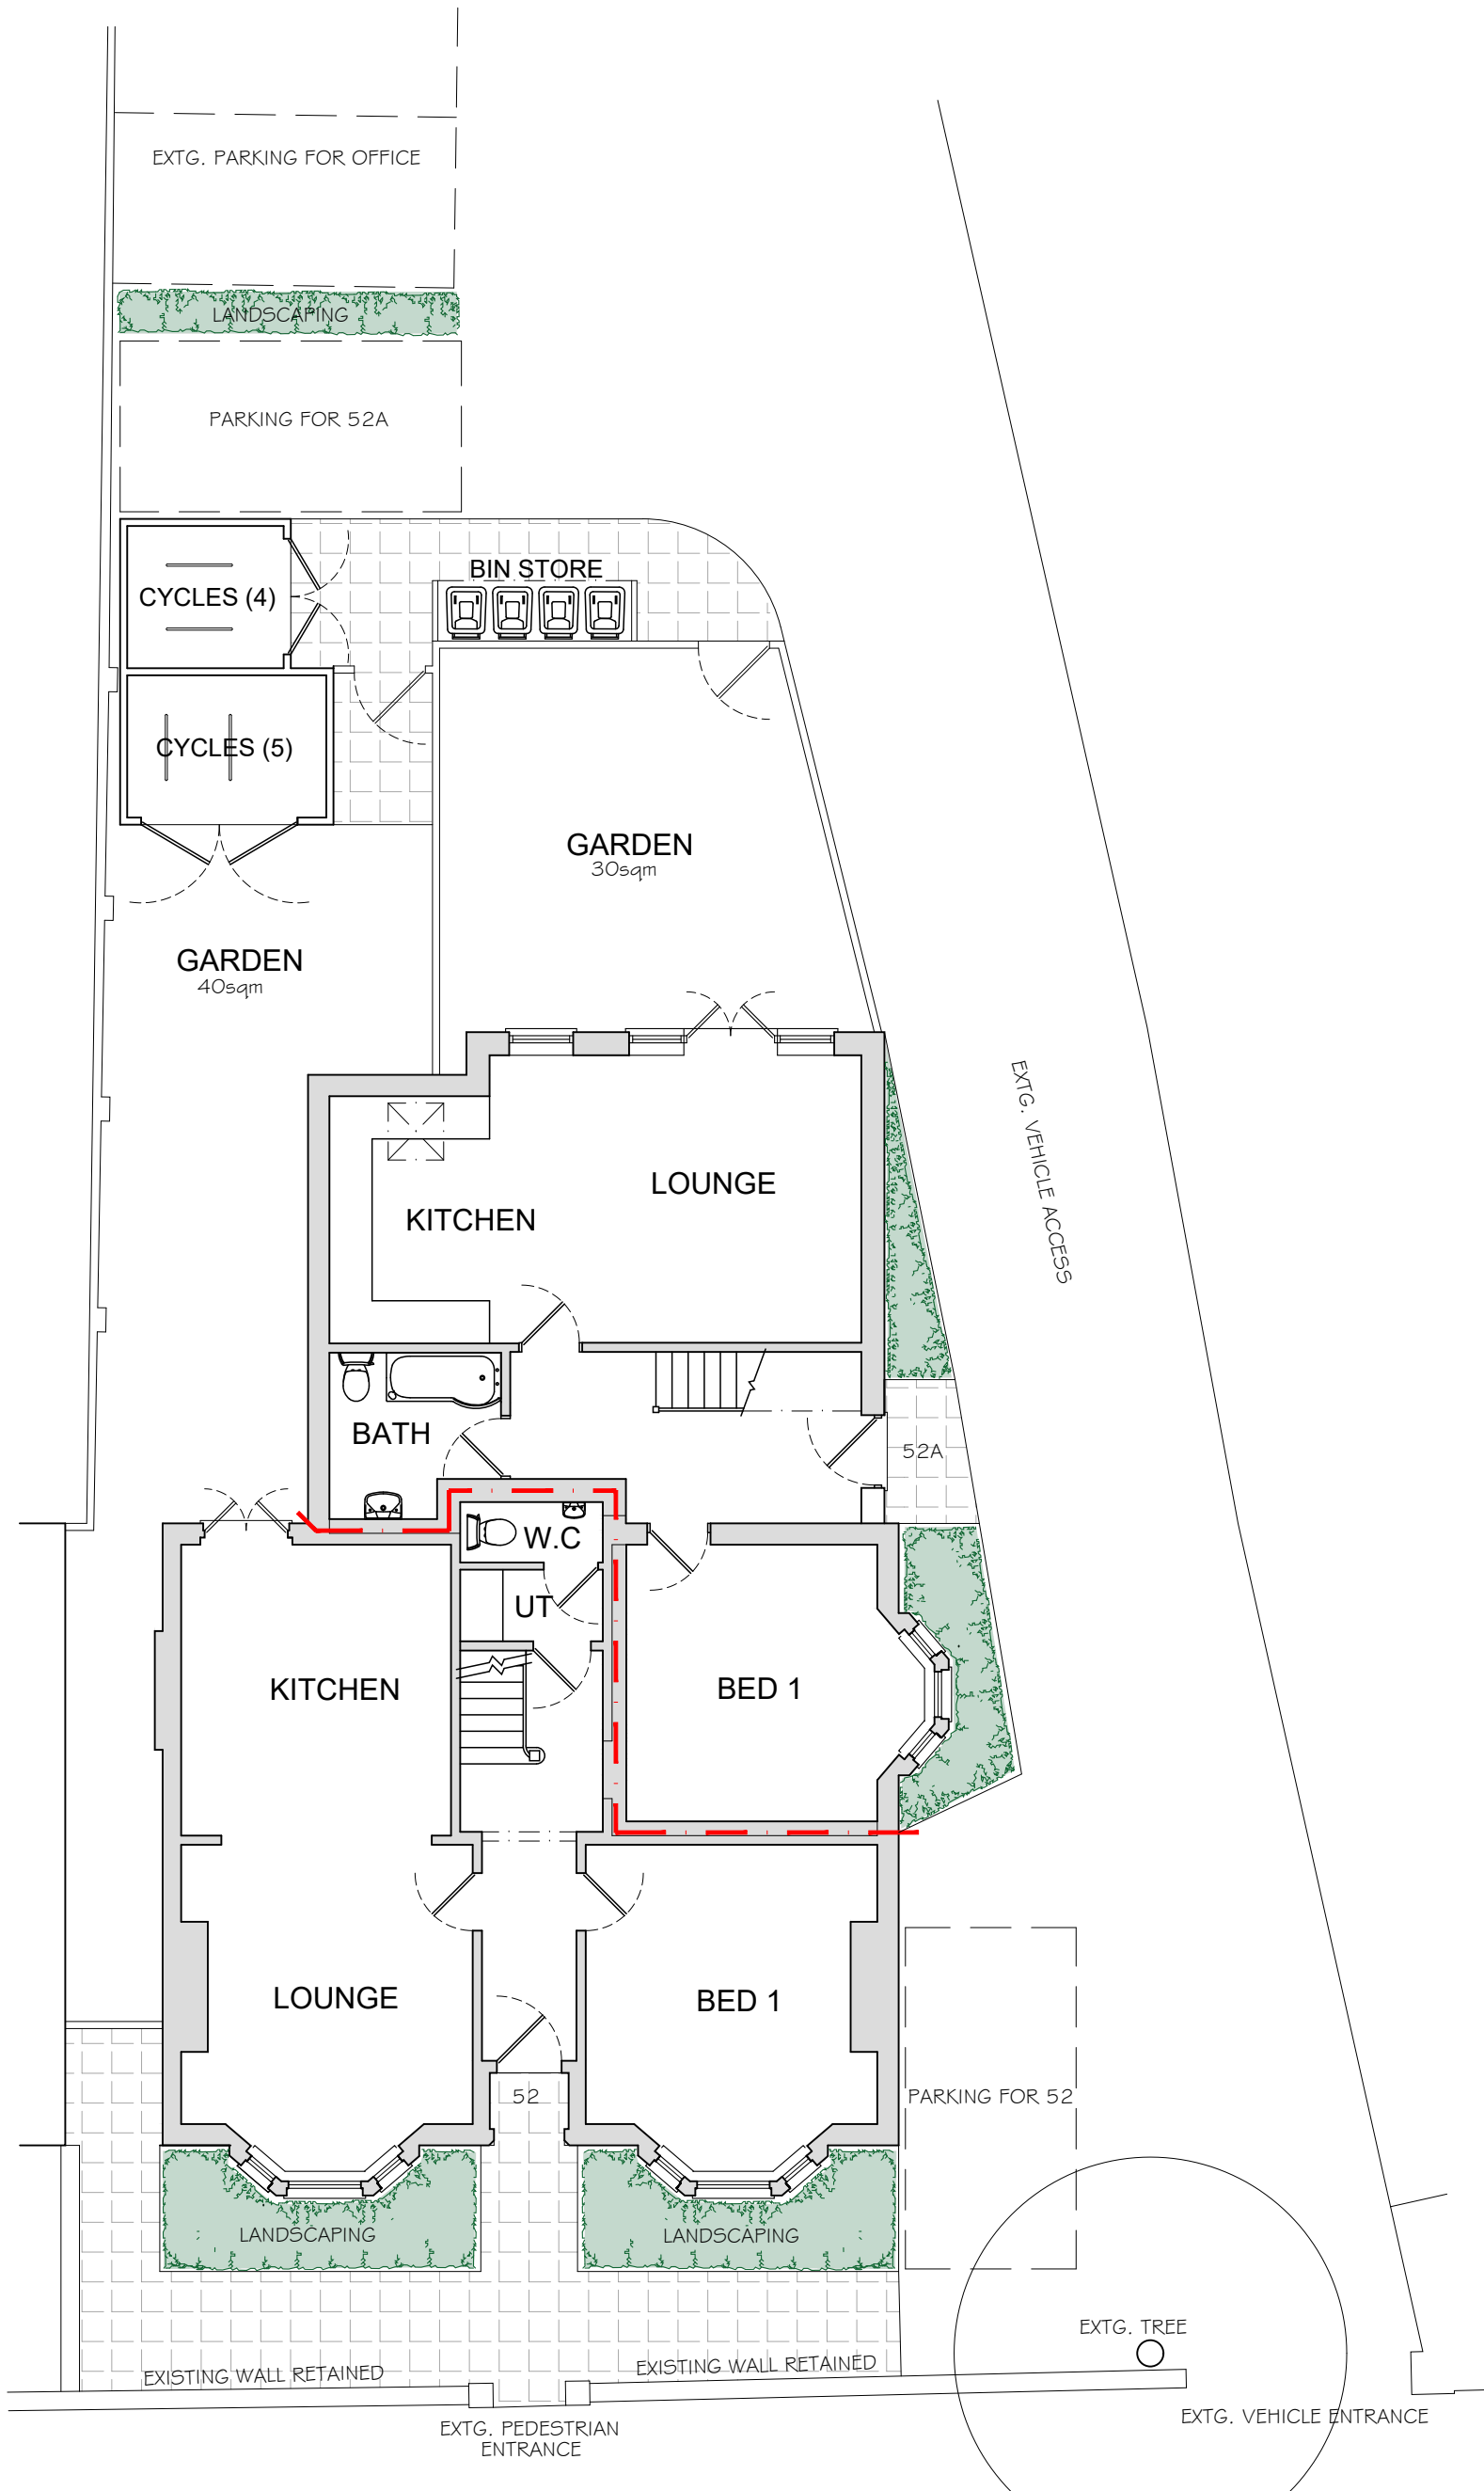 EXTG. PARKING FOR OFFICE
LANDSCAPING
PARKING FOR 52A
BIN STORE
CYCLES (4)
CYCLES (5)
GARDEN
30sqm
GARDEN
40sqm
EXTG. VEHICLE ACCESS
LOUNGE
KITCHEN
BATH
52A
W.C
UT
KITCHEN
BED 1
LOUNGE
BED 1
52
PARKING FOR 52
LANDSCAPING
LANDSCAPING
EXTG. TREE
EXISTING WALL RETAINED
EXISTING WALL RETAINED
EXTG. VEHICLE ENTRANCE
EXTG. PEDESTRIAN
ENTRANCE